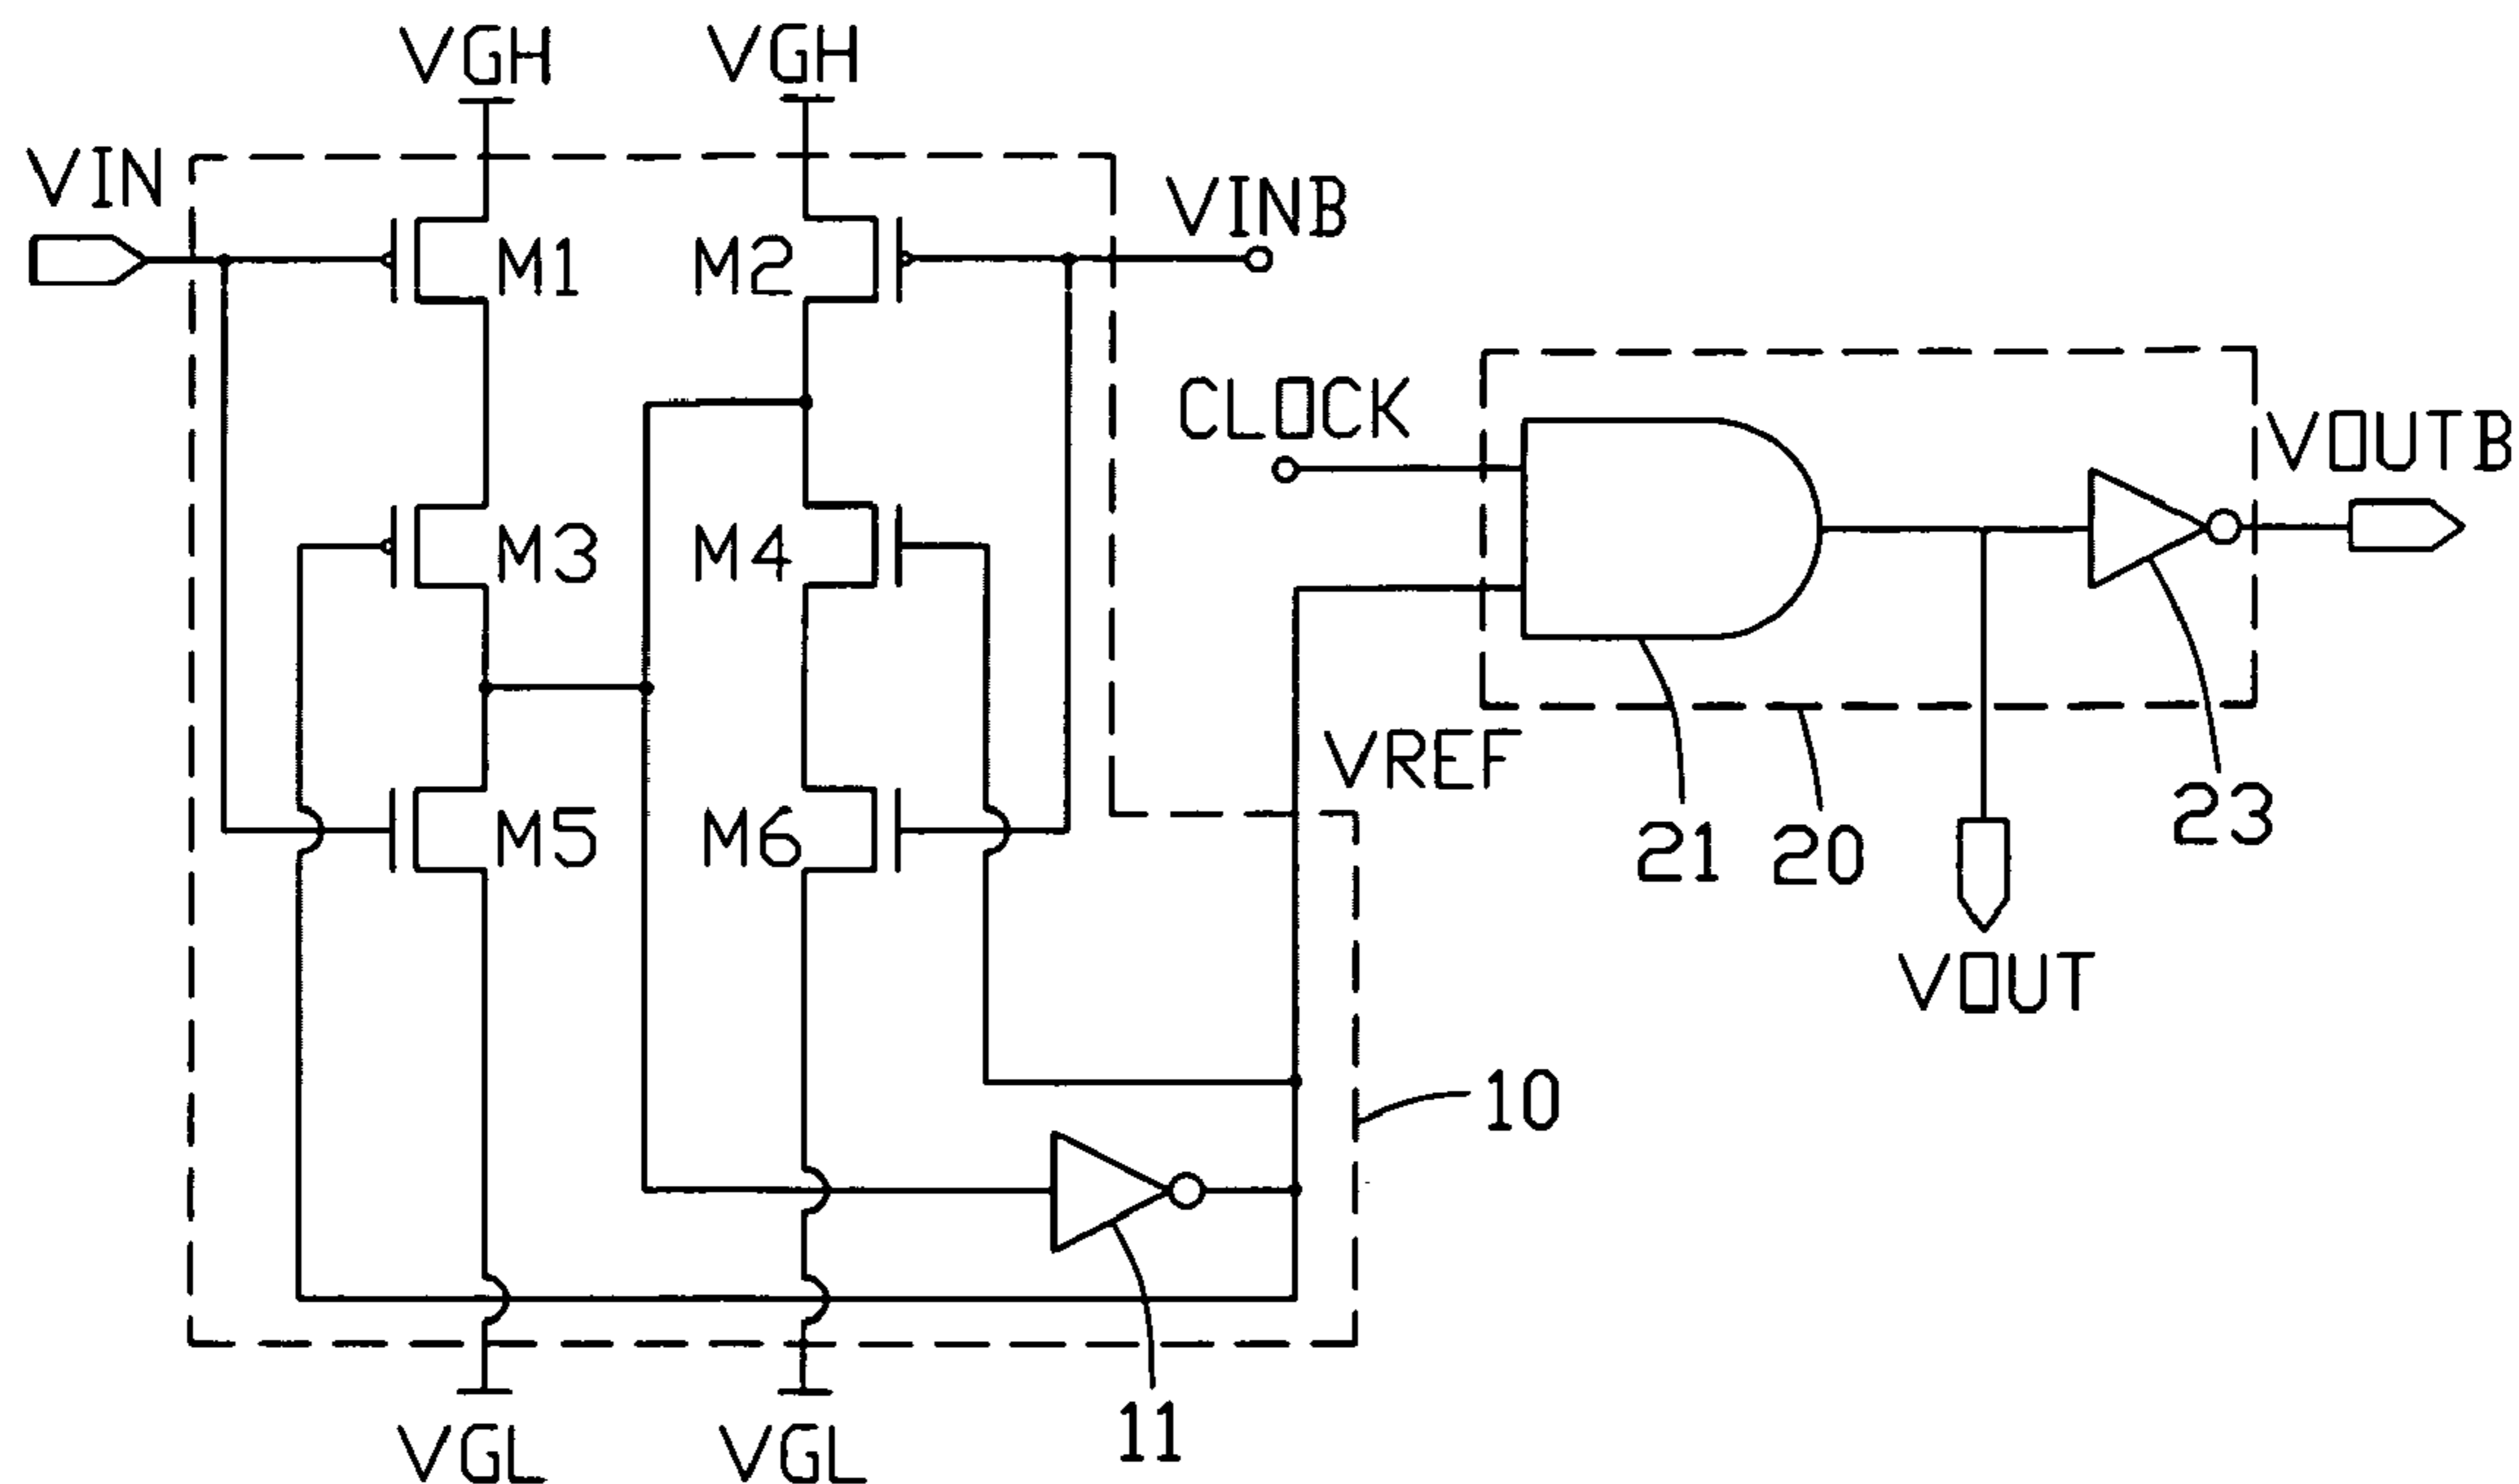 VGH VGH
VIN
VINB
M1 M2
CLOCK
VOUTB
M3 M4
VREF
M5 M6
21 20 23
VOUT
10
11
VGL VGL